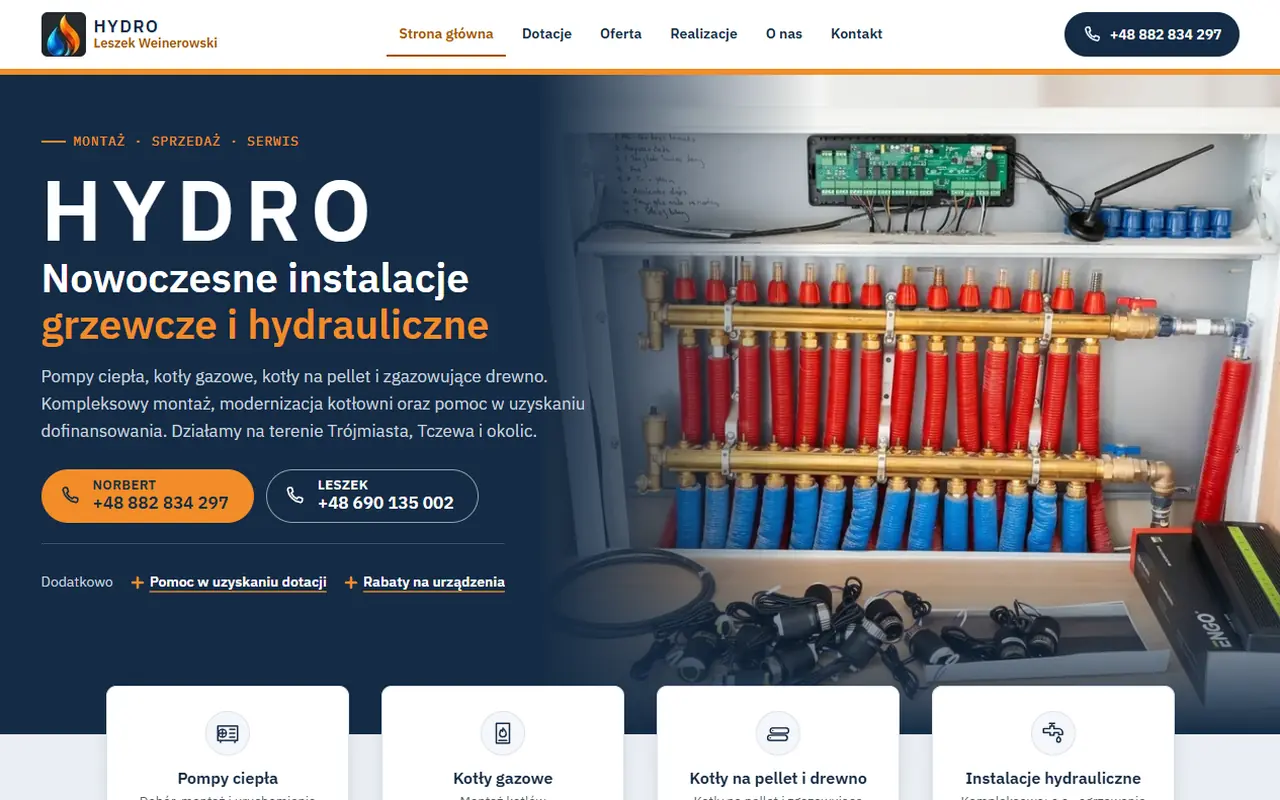 HYDRO
Leszek Weinerowski
Strona główna
Dotacje
Oferta
Realizacje
O nas
Kontakt
+48 882 834 297
MONTAŻ · SPRZEDAŻ · SERWIS
HYDRO
Nowoczesne instalacje
grzewcze i hydrauliczne
Pompy ciepła, kotły gazowe, kotły na pellet i zgazowujące drewno.
Kompleksowy montaż, modernizacja kotłowni oraz pomoc w uzyskaniu
dofinansowania. Działamy na terenie Trójmiasta, Tczewa i okolic.
NORBERT
+48 882 834 297
LESZEK
+48 690 135 002
Dodatkowo
Pomoc w uzyskaniu dotacji
Rabaty na urządzenia
ENGO
Pompy ciepła
Kotły gazowe
Kotły na pellet i drewno
Instalacje hydrauliczne